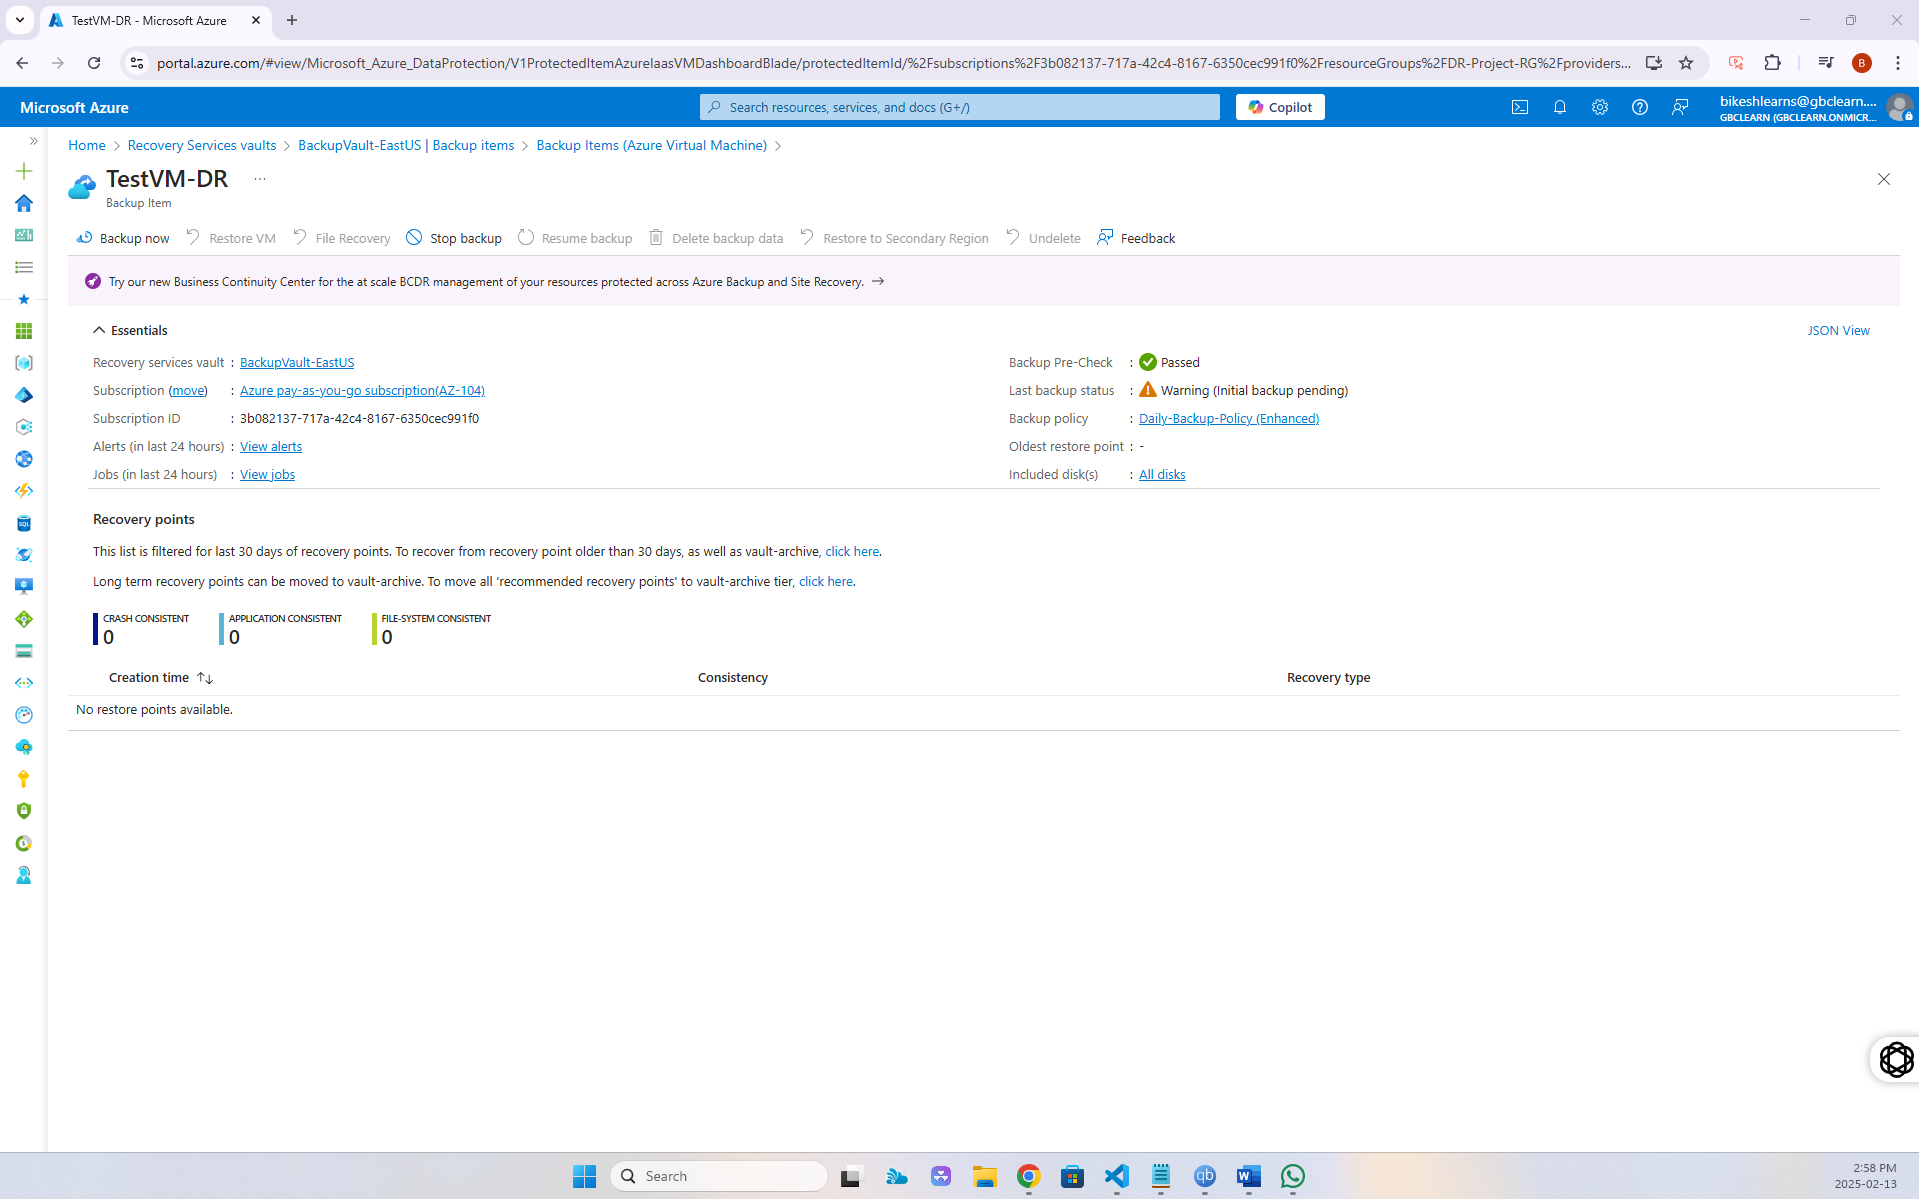 TestVM-DR - Microsoft Azure
portal.azure.com/#view/Microsoft_Azure_DataProtection/V1ProtectedItemAzureIaasVMDashboardBlade/protectedItemId/%2Fsubscriptions%2F3b082137-717a-42c4-8167-6350cec991f0%2FresourceGroups%2FDR-Project-RG%2Fproviders...
B
Microsoft Azure
Search resources, services, and docs (G+/)
Copilot
bikeshlearns@gbclearn....
GBCLEARN (GBCLEARN.ONMICR...
Home > Recovery Services vaults > BackupVault-EastUS | Backup items > Backup Items (Azure Virtual Machine) >
TestVM-DR ...
Backup Item
Backup now Restore VM File Recovery Stop backup Resume backup Delete backup data Restore to Secondary Region Undelete Feedback
Try our new Business Continuity Center for the at scale BCDR management of your resources protected across Azure Backup and Site Recovery. →
Essentials
JSON View
Recovery services vault : BackupVault-EastUS
Subscription (move) : Azure pay-as-you-go subscription(AZ-104)
Subscription ID : 3b082137-717a-42c4-8167-6350cec991f0
Alerts (in last 24 hours) : View alerts
Jobs (in last 24 hours) : View jobs
Backup Pre-Check : Passed
Last backup status : Warning (Initial backup pending)
Backup policy : Daily-Backup-Policy (Enhanced)
Oldest restore point : -
Included disk(s) : All disks
Recovery points
This list is filtered for last 30 days of recovery points. To recover from recovery point older than 30 days, as well as vault-archive, click here.
Long term recovery points can be moved to vault-archive. To move all 'recommended recovery points' to vault-archive tier, click here.
CRASH CONSISTENT
0
APPLICATION CONSISTENT
0
FILE-SYSTEM CONSISTENT
0
Creation time ↑↓ Consistency Recovery type
No restore points available.
Search
2:58 PM
2025-02-13